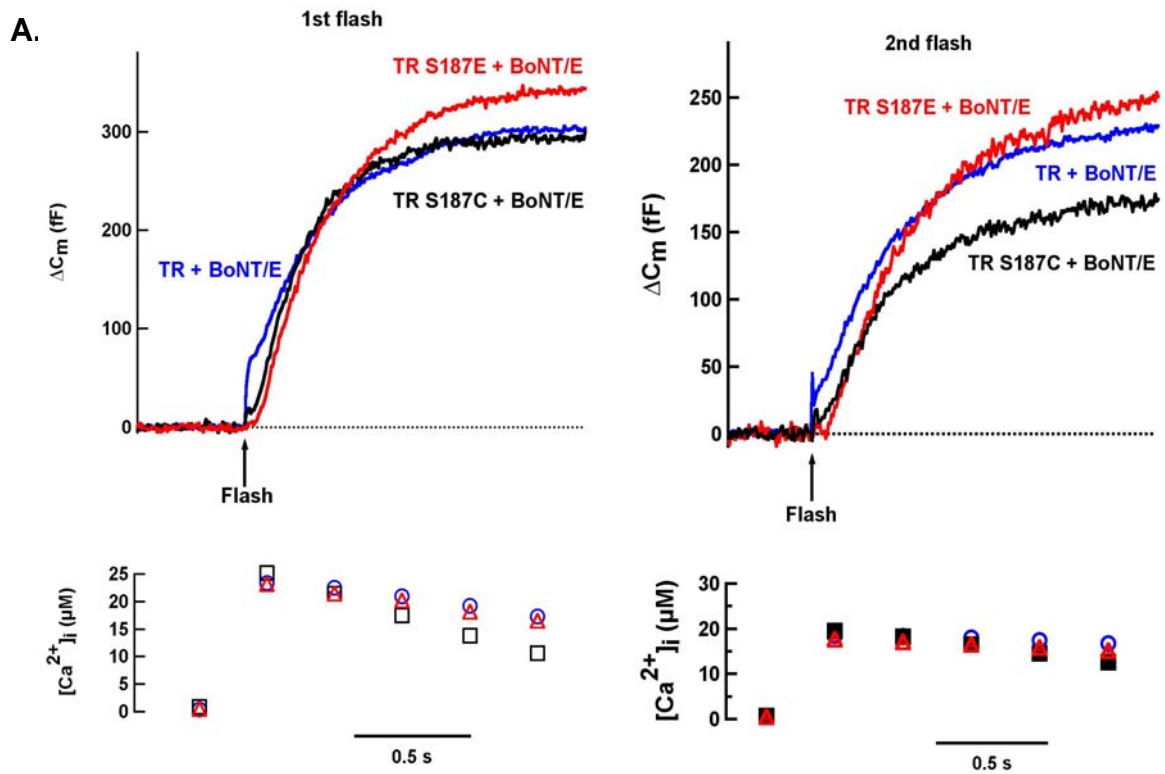 A.
1st flash
TR S187E + BoNT/E
TR S187C + BoNT/E
TR + BoNT/E
ΔCm (fF)
300
200
100
0
Flash
[Ca2+]i (µM)
25
20
15
10
5
0
0.5 s
2nd flash
TR S187E + BoNT/E
TR + BoNT/E
TR S187C + BoNT/E
ΔCm (fF)
250
200
150
100
50
0
Flash
[Ca2+]i (µM)
30
20
10
0
0.5 s